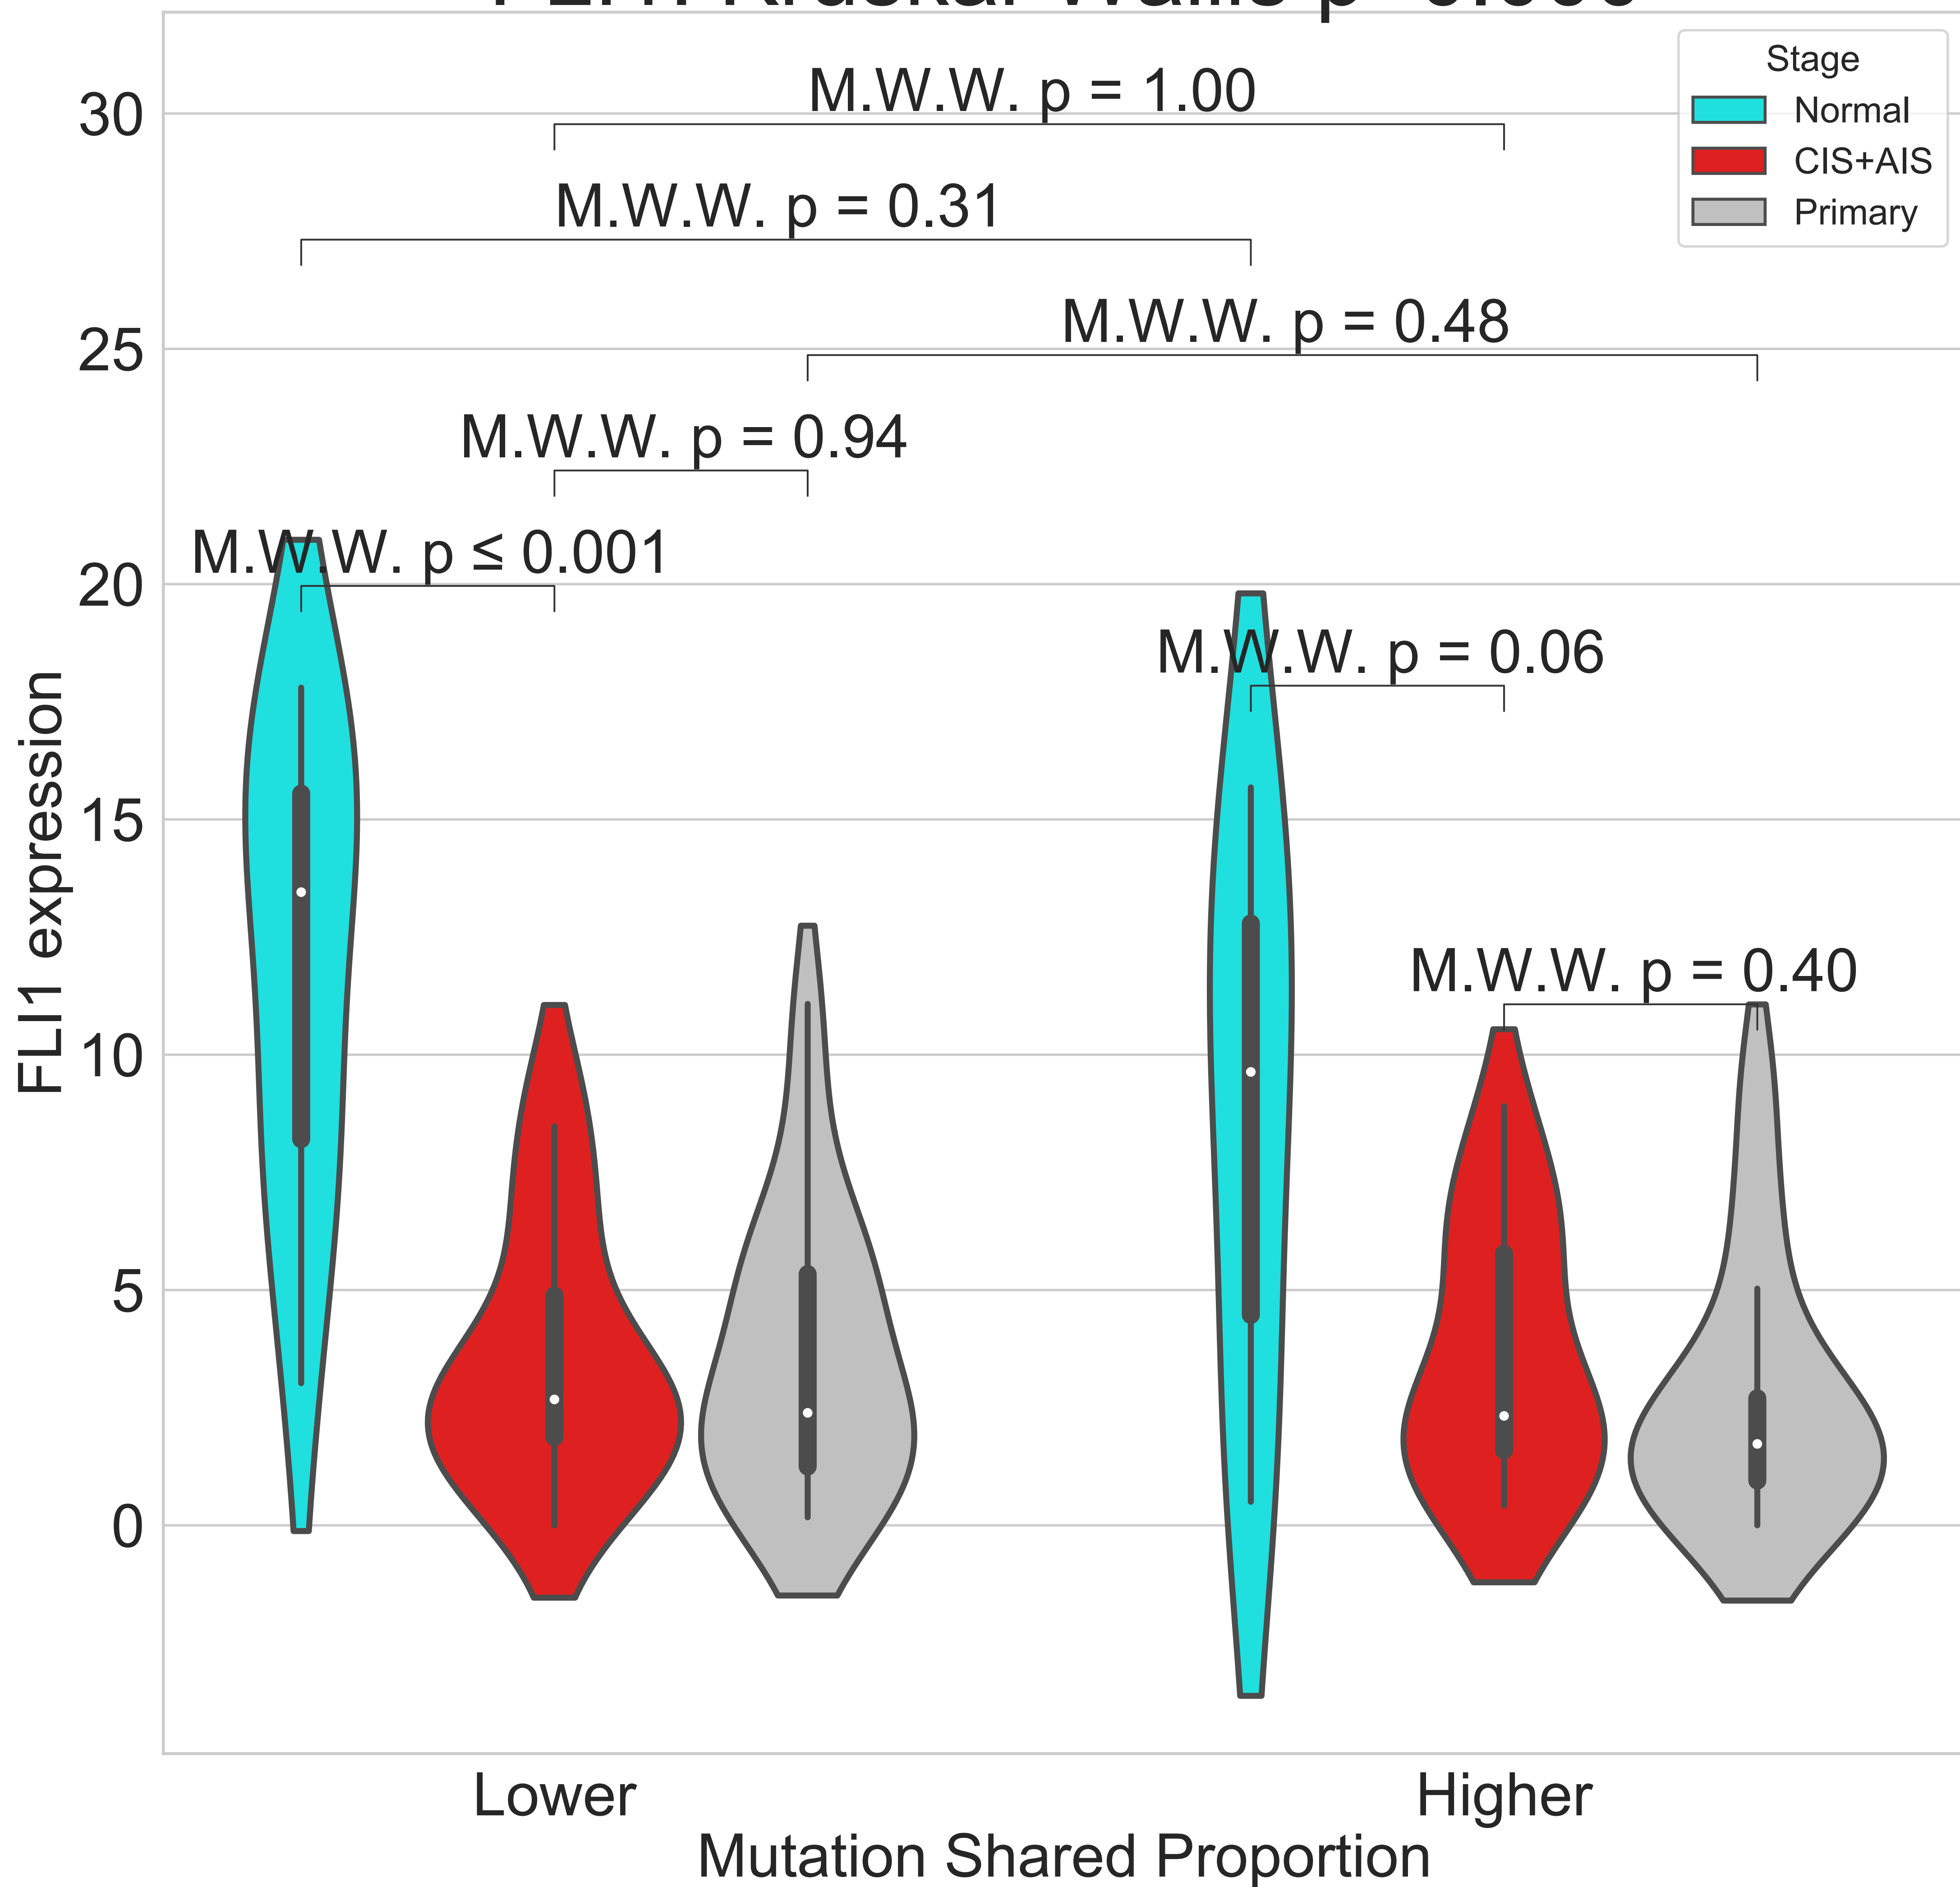 Stage
Normal
CIS+AIS
Primary
M.W.W. p = 1.00
M.W.W. p = 0.31
M.W.W. p = 0.48
M.W.W. p = 0.94
M.W.W. p ≤ 0.001
M.W.W. p = 0.06
M.W.W. p = 0.40
30
25
20
15
10
5
0
FLI1 expression
Lower
Higher
Mutation Shared Proportion